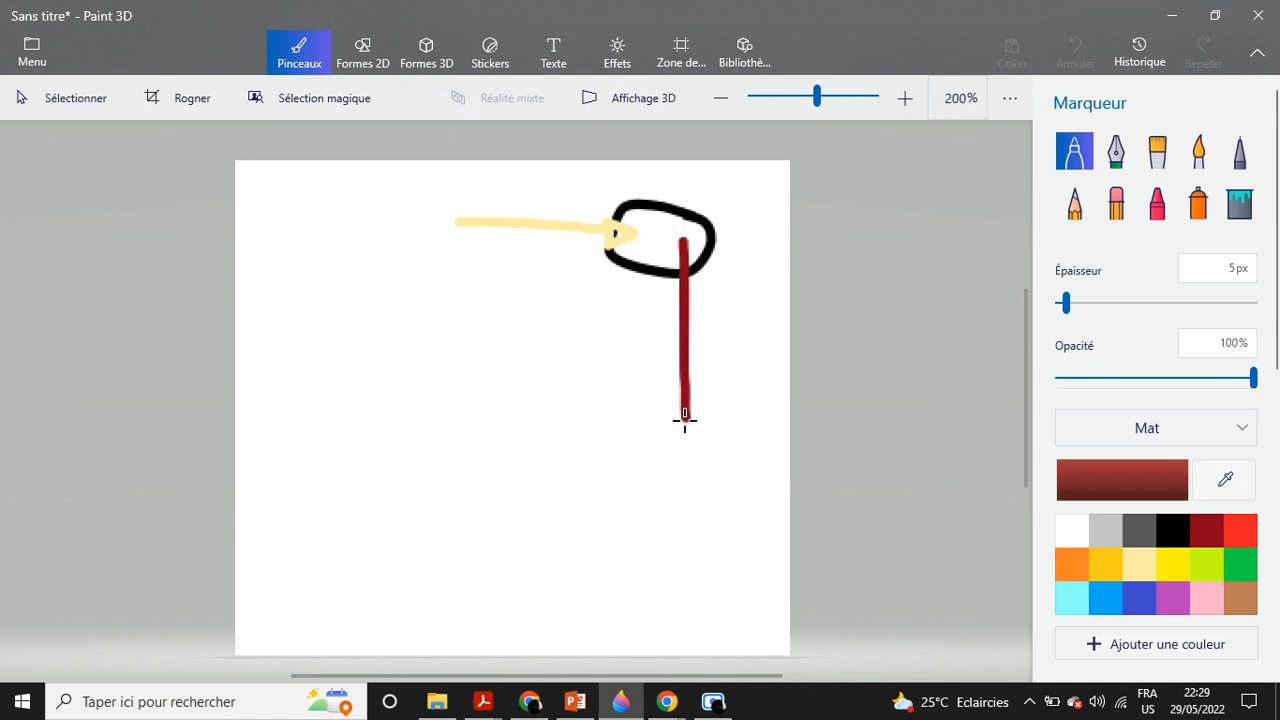 Sans titre* - Paint 3D
Menu
Pinceaux
Formes 2D
Formes 3D
Stickers
Texte
Effets
Zone de...
Bibliothè...
Coller
Annuler
Historique
Répéter
Sélectionner
Rogner
Sélection magique
Réalité mixte
Affichage 3D
200%
Marqueur
Épaisseur
5px
Opacité
100%
Mat
Ajouter une couleur
Taper ici pour rechercher
25°C Eclaircies
FRA
US
22:29
29/05/2022